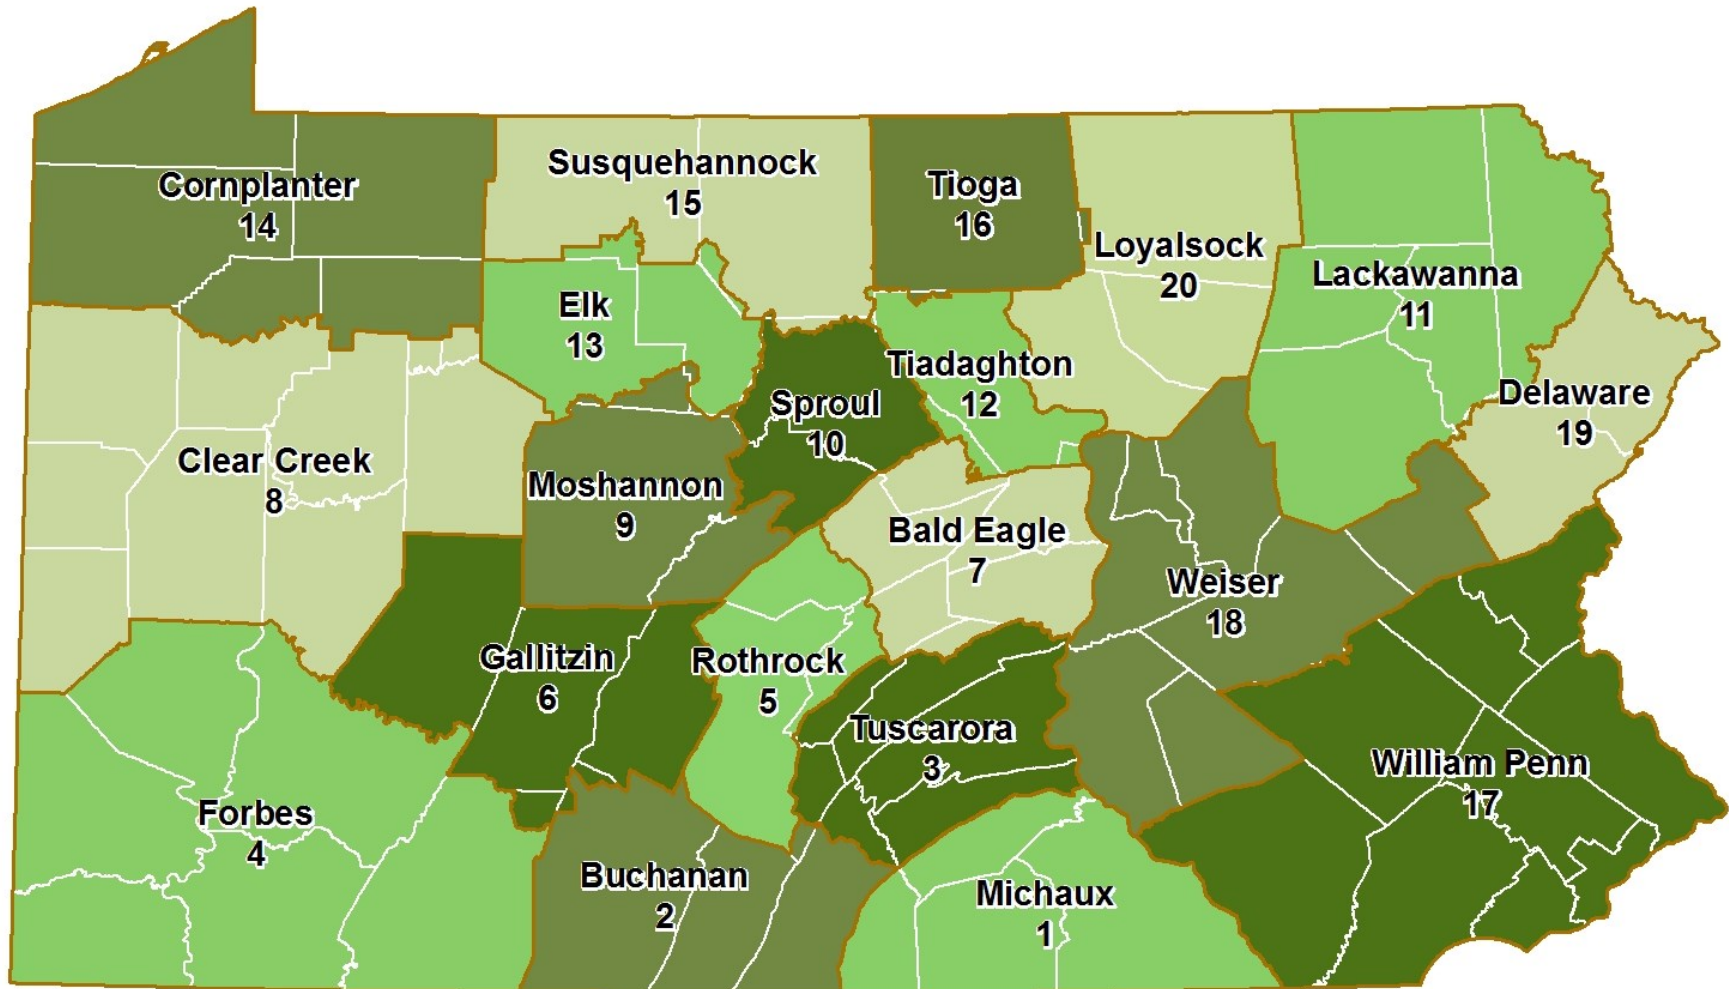 Susquehannock
15
Cornplanter
14
Tioga
16
Loyalsock
20
Lackawanna
11
Elk
13
Tiadaghton
12
Sproul
10
Delaware
19
Clear Creek
8
Moshannon
9
Bald Eagle
7
Weiser
18
Gallitzin
6
Rothrock
5
Tuscarora
3
William Penn
17
Forbes
4
Buchanan
2
Michaux
1